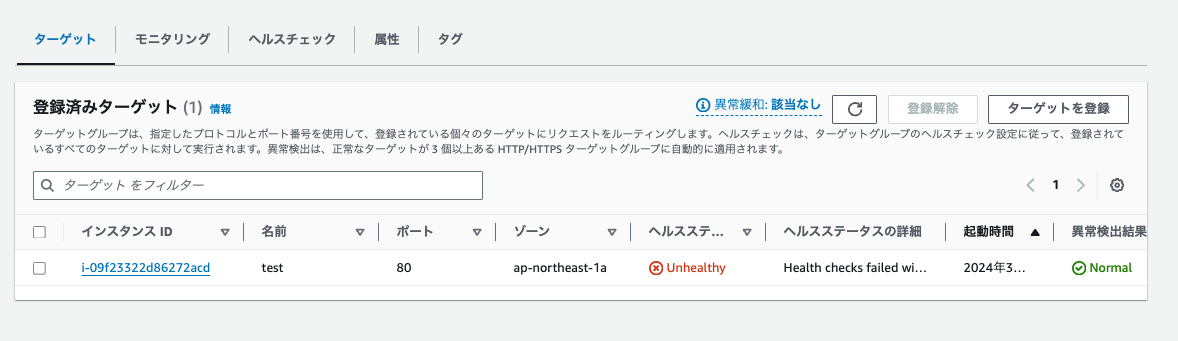 ターゲット モニタリング ヘルスチェック 属性 タグ
登録済みターゲット (1) 情報 異常緩和: 該当なし 登録解除 ターゲットを登録
ターゲットグループは、指定したプロトコルとポート番号を使用して、登録されている個々のターゲットにリクエストをルーティングします。ヘルスチェックは、ターゲットグループのヘルスチェック設定に従って、登録されて
いるすべてのターゲットに対して実行されます。異常検出は、正常なターゲットが 3 個以上ある HTTP/HTTPS ターゲットグループに自動的に適用されます。
ターゲット をフィルター 1
インスタンス ID 名前 ポート ゾーン ヘルスステ... ヘルスステータスの詳細 起動時間 異常検出結果
i-09f23322d86272acd test 80 ap-northeast-1a Unhealthy Health checks failed wi... 2024年3... Normal